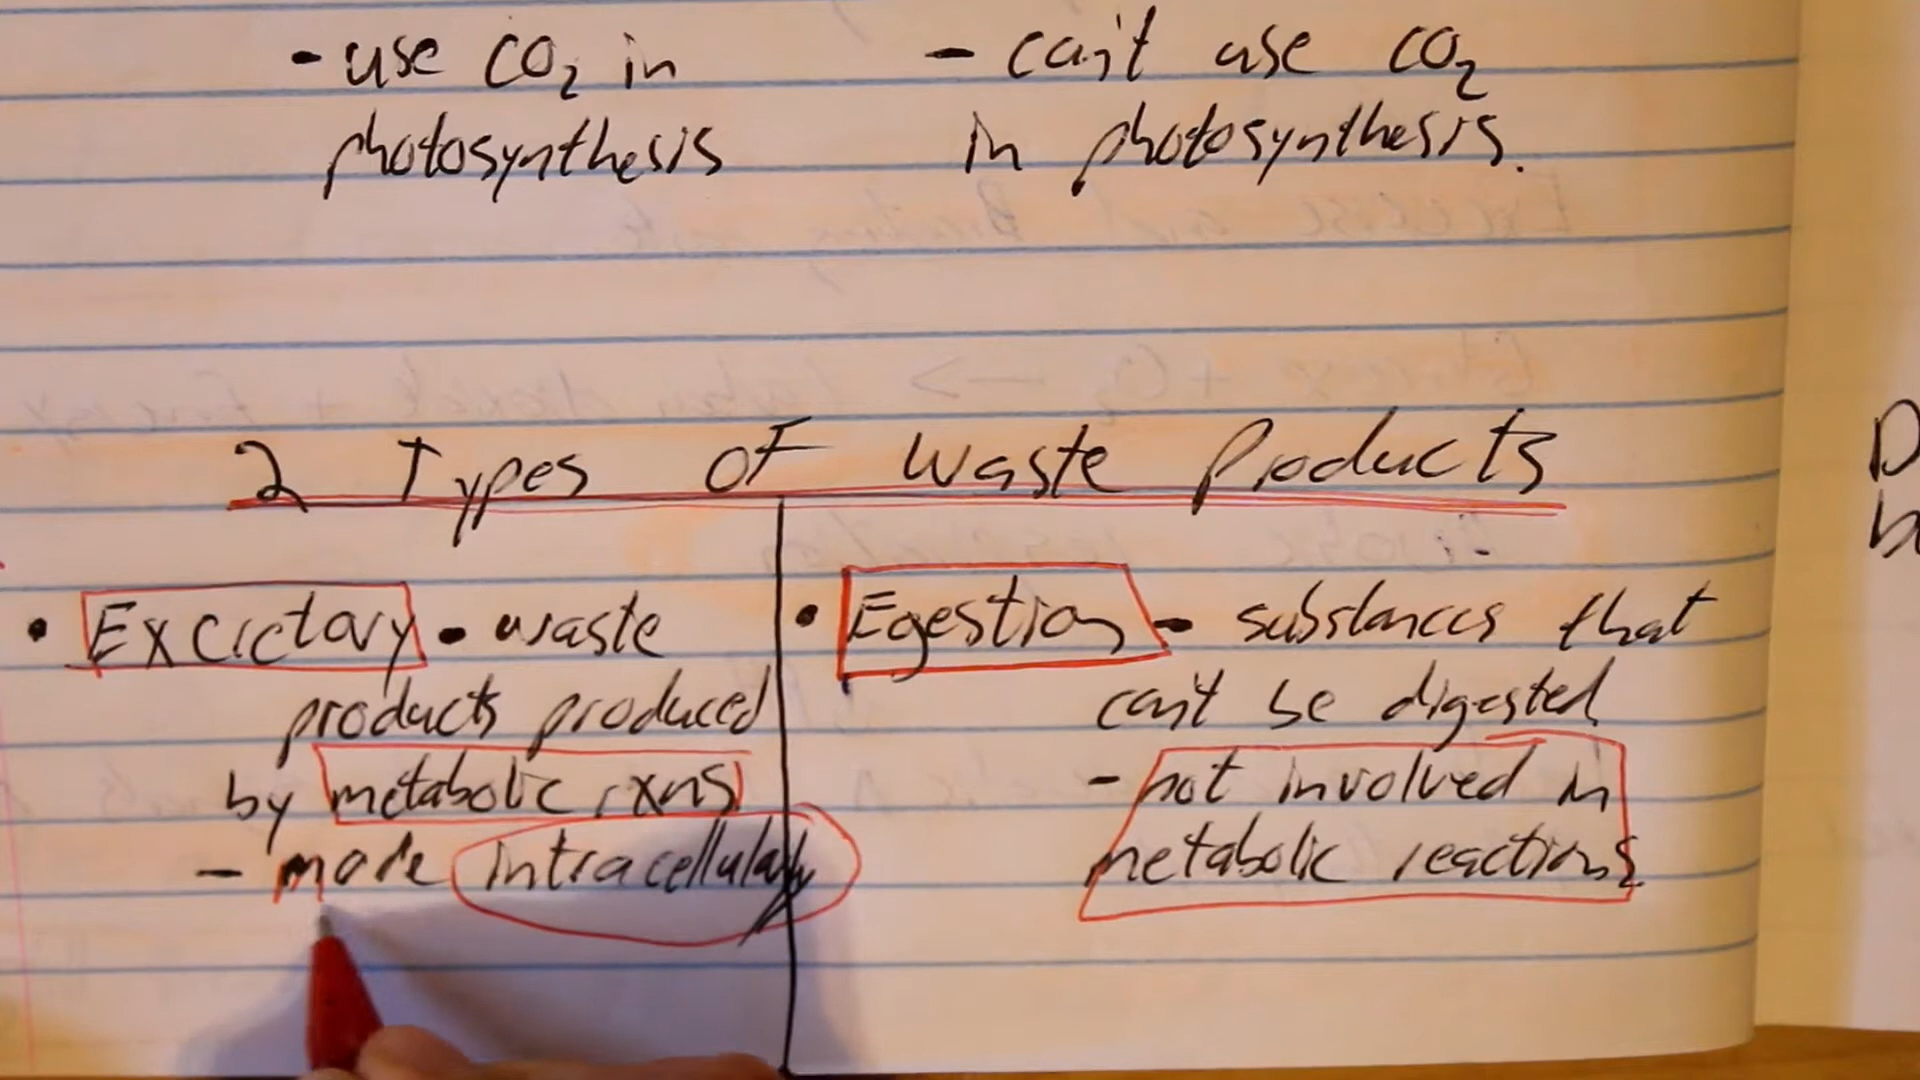 - use CO2 in
photosynthesis
- can't use CO2
in photosynthesis.
2 Types of Waste Products
• Excretory - waste
products produced
by metabolic rxns
- made intracellularly
• Egestion - substances that
can't be digested
- not involved in
metabolic reactions
D